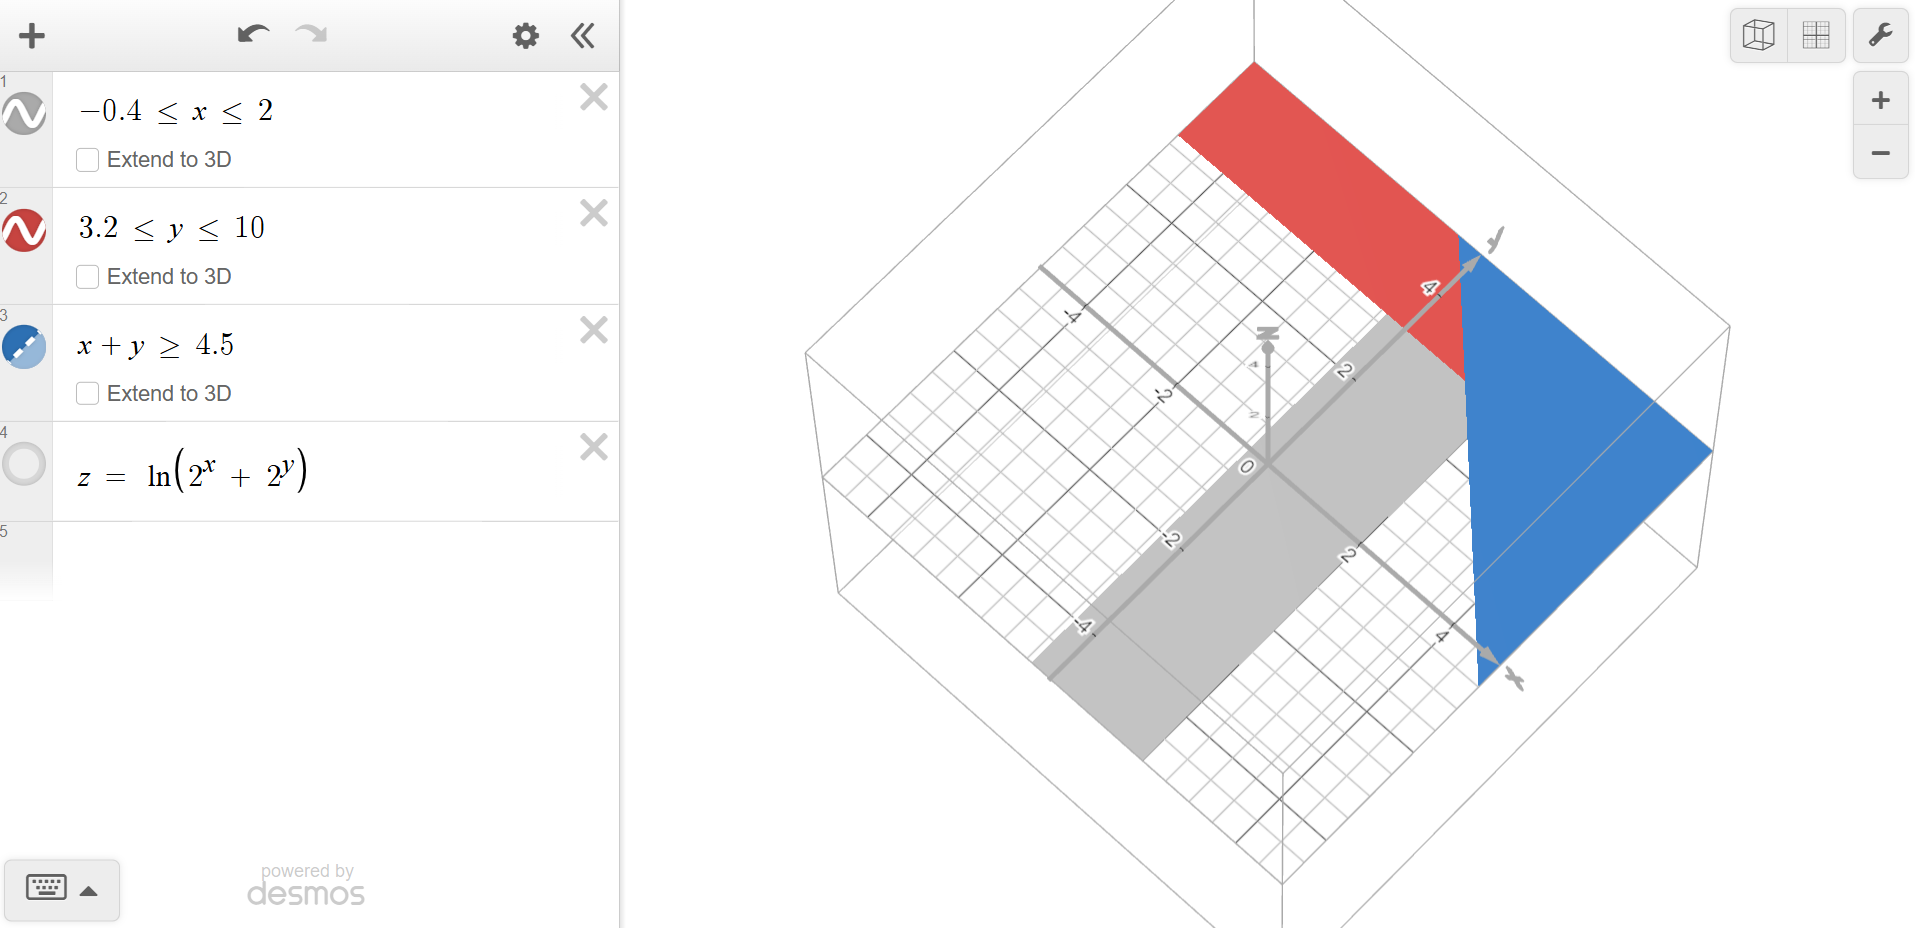 1
−0.4 ≤ x ≤ 2
Extend to 3D
2
3.2 ≤ y ≤ 10
Extend to 3D
3
x + y ≥ 4.5
Extend to 3D
4
z = ln(2^x + 2^y)
5
powered by
desmos
y
4
z
4
-4
2
2
-2
0
-2
2
-4
4
x